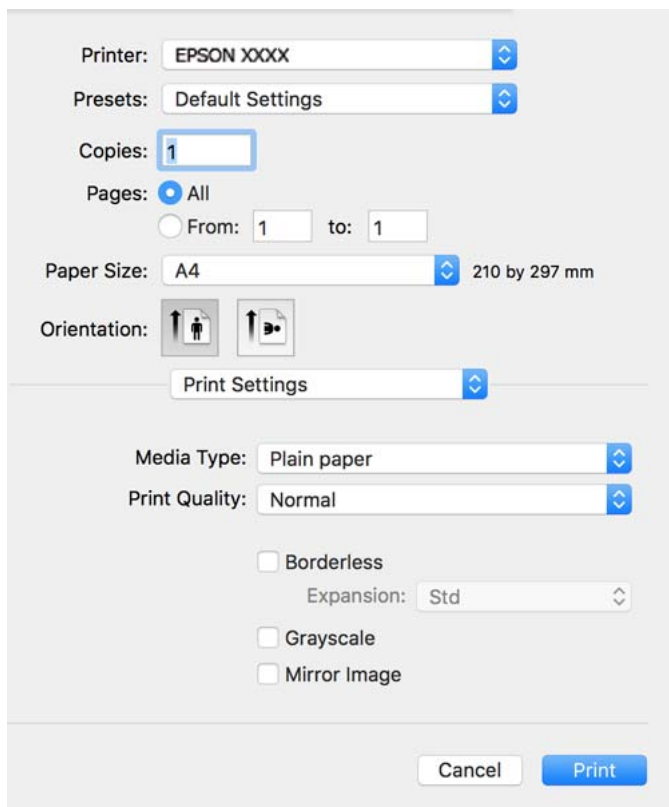 Printer: EPSON XXXX
Presets: Default Settings
Copies: 1
Pages: All
From: 1 to: 1
Paper Size: A4 210 by 297 mm
Orientation:
Print Settings
Media Type: Plain paper
Print Quality: Normal
Borderless
Expansion: Std
Grayscale
Mirror Image
Cancel Print